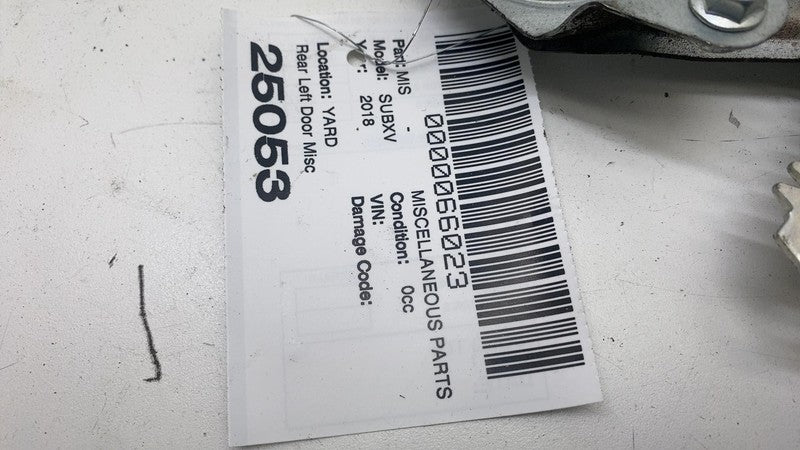 0000066023
MISCELLANEOUS PARTS
Part: MIS -
Condition: 0cc
Model: SUBXV
VIN:
Year: 2018
Damage Code:
Location: YARD
Rear Left Door Misc
25053